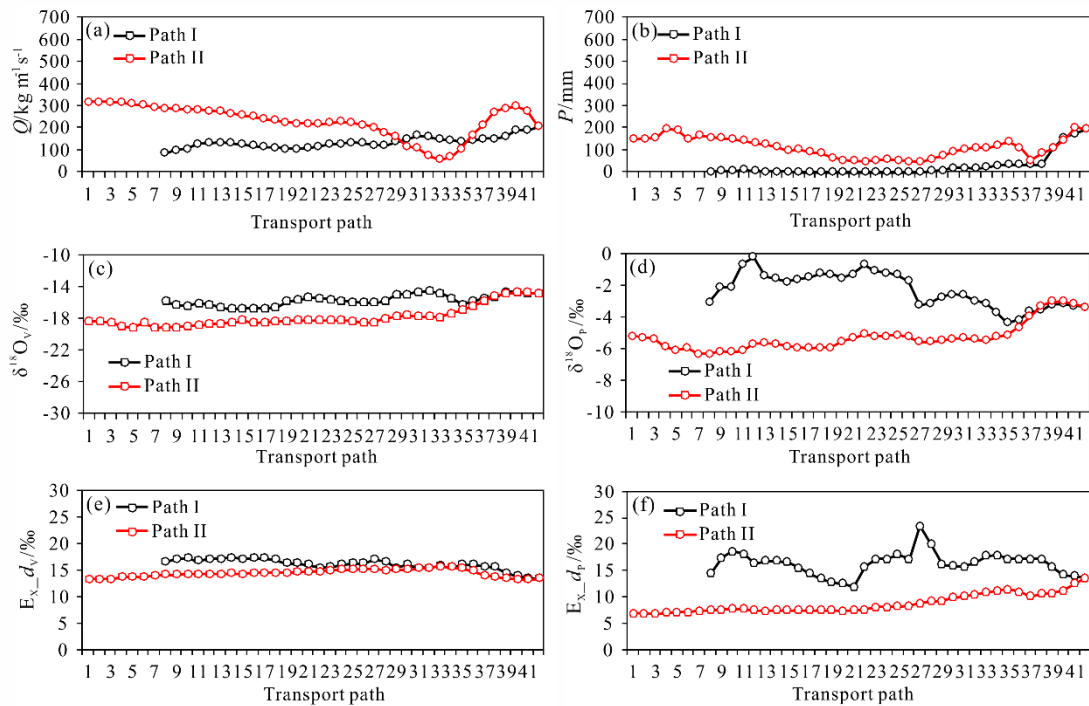 (a)
Path I
Path II
Q/kg m⁻¹s⁻¹
700
600
500
400
300
200
100
0
1 3 5 7 9 11 13 15 17 19 21 23 25 27 29 31 33 35 37 39 41
Transport path
(b)
Path I
Path II
P/mm
700
600
500
400
300
200
100
0
1 3 5 7 9 11 13 15 17 19 21 23 25 27 29 31 33 35 37 39 41
Transport path
(c)
Path I
Path II
δ¹⁸Oᵥ/‰
-10
-14
-18
-22
-26
-30
1 3 5 7 9 11 13 15 17 19 21 23 25 27 29 31 33 35 37 39 41
Transport path
(d)
Path I
Path II
δ¹⁸Oₚ/‰
0
-2
-4
-6
-8
-10
1 3 5 7 9 11 13 15 17 19 21 23 25 27 29 31 33 35 37 39 41
Transport path
(e)
Path I
Path II
Eₓ_dᵥ/‰
30
25
20
15
10
5
0
1 3 5 7 9 11 13 15 17 19 21 23 25 27 29 31 33 35 37 39 41
Transport path
(f)
Path I
Path II
Eₓ_dₚ/‰
30
25
20
15
10
5
0
1 3 5 7 9 11 13 15 17 19 21 23 25 27 29 31 33 35 37 39 41
Transport path